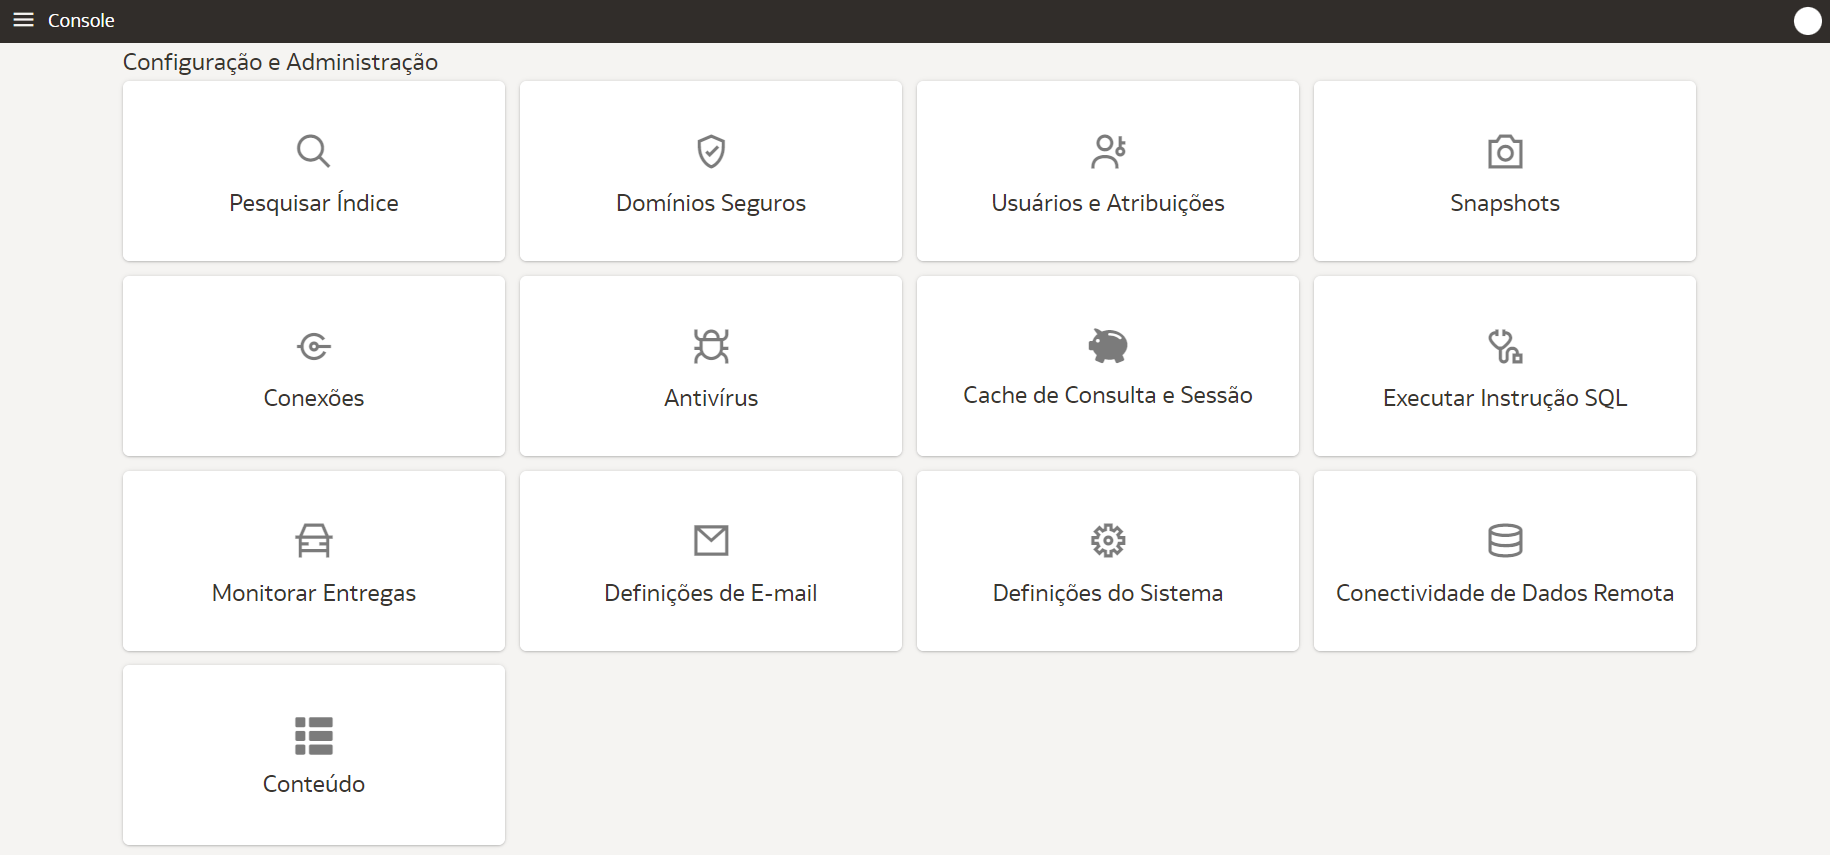 Console
Configuração e Administração
Pesquisar Índice
Domínios Seguros
Usuários e Atribuições
Snapshots
Conexões
Antivírus
Cache de Consulta e Sessão
Executar Instrução SQL
Monitorar Entregas
Definições de E-mail
Definições do Sistema
Conectividade de Dados Remota
Conteúdo